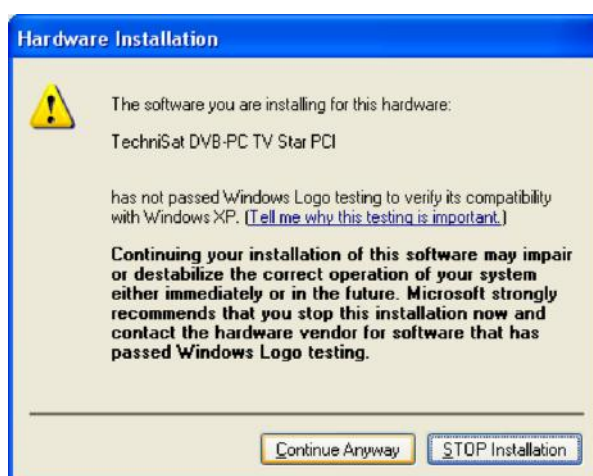 Hardware Installation
The software you are installing for this hardware:
TechniSat DVB-PC TV Star PCI
has not passed Windows Logo testing to verify its compatibility
with Windows XP. (Tell me why this testing is important.)
Continuing your installation of this software may impair
or destabilize the correct operation of your system
either immediately or in the future. Microsoft strongly
recommends that you stop this installation now and
contact the hardware vendor for software that has
passed Windows Logo testing.
Continue Anyway STOP Installation